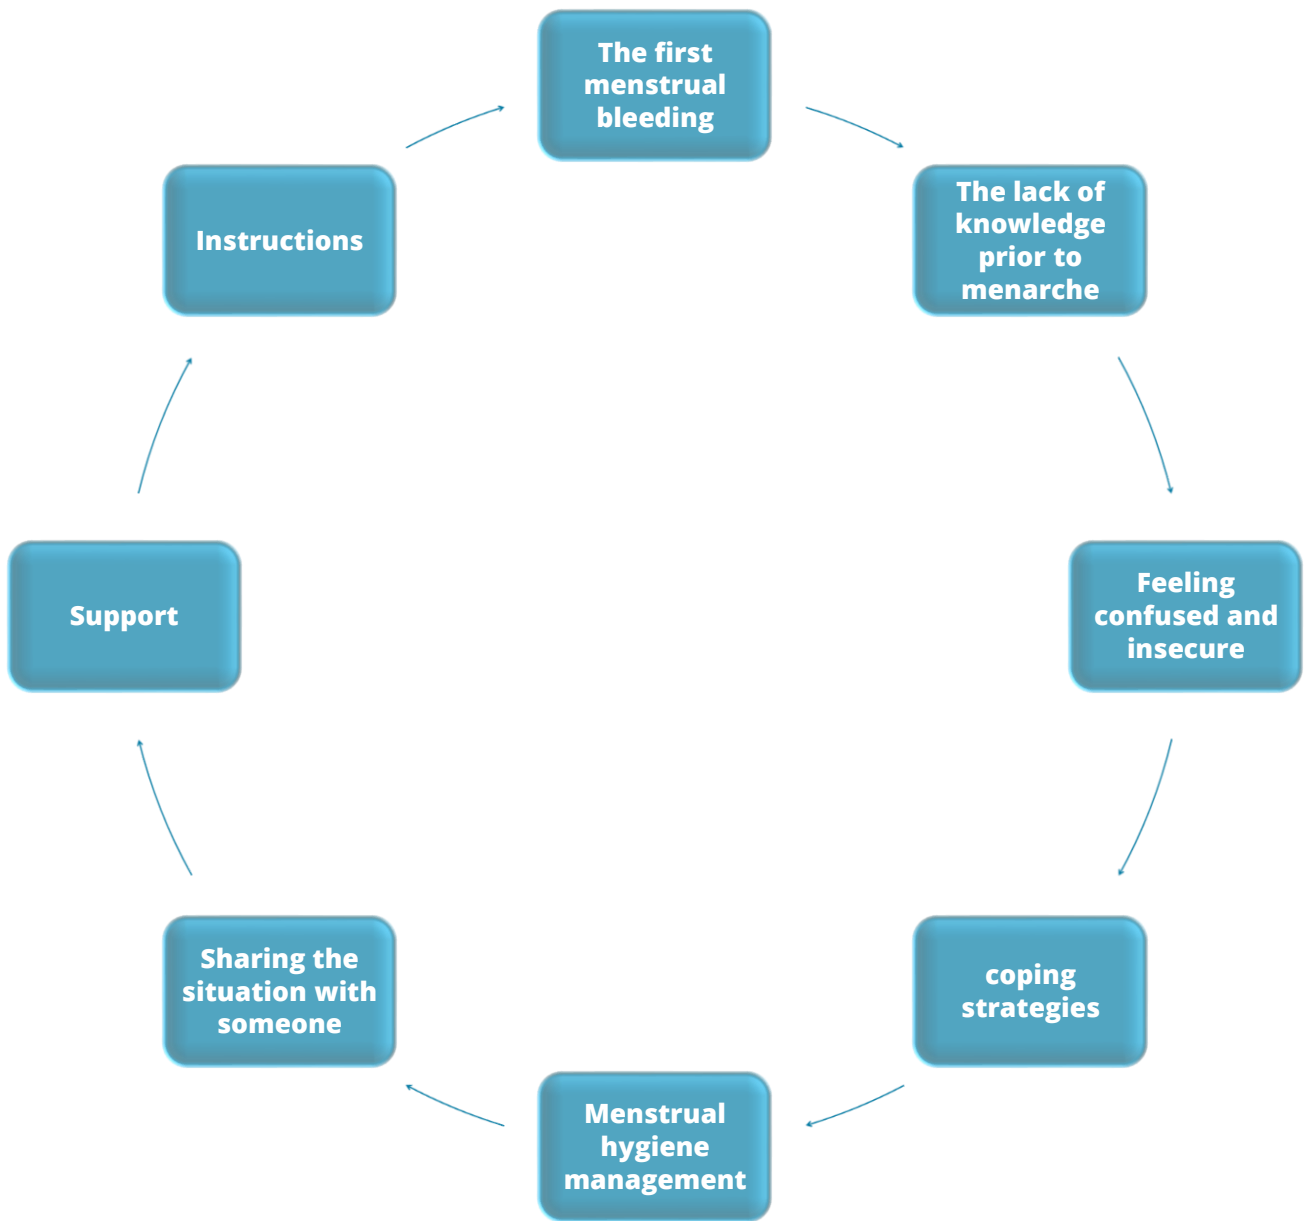 The first
menstrual
bleeding
The lack of
knowledge
prior to
menarche
Feeling
confused and
insecure
coping
strategies
Menstrual
hygiene
management
Sharing the
situation with
someone
Support
Instructions